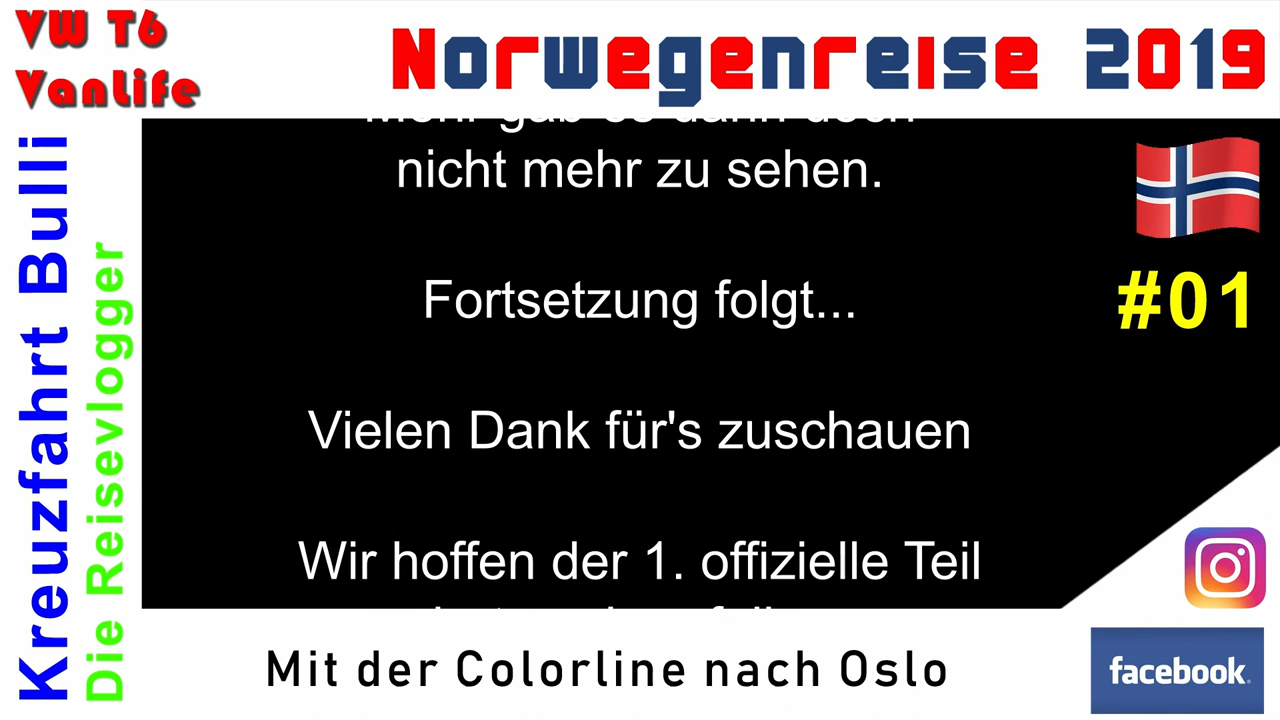 VW T6
VanLife
Norwegenreise 2019
Kreuzfahrt Bulli
Die Reisevlogger
nicht mehr zu sehen.
Fortsetzung folgt...
Vielen Dank für's zuschauen
Wir hoffen der 1. offizielle Teil
#01
Mit der Colorline nach Oslo
facebook.